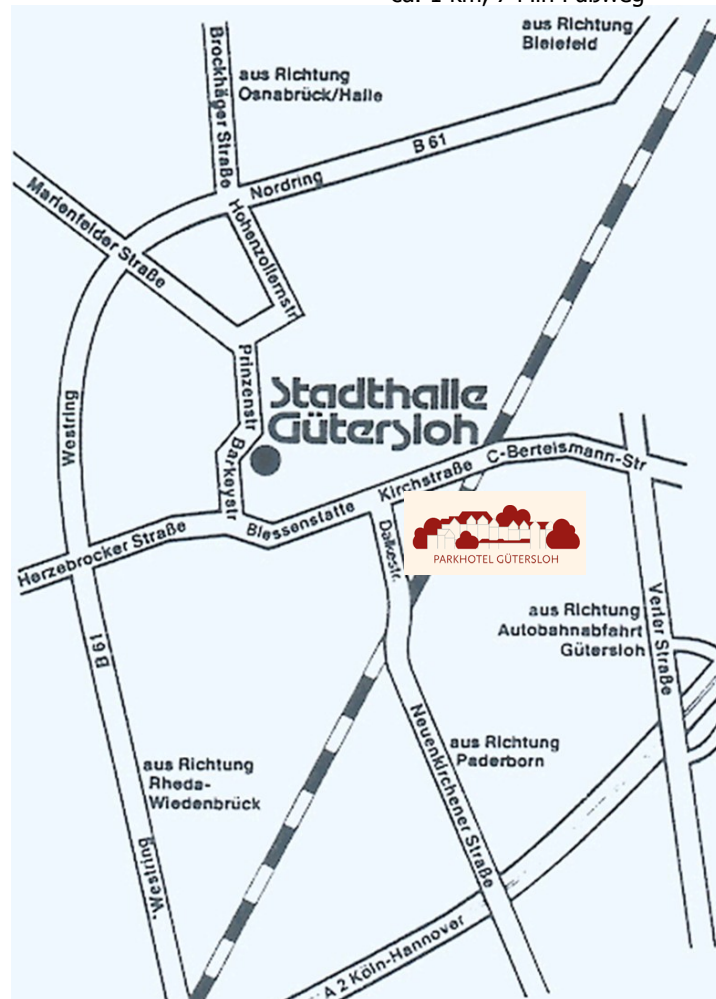 aus Richtung
Bielefeld
Brockhäger Straße
aus Richtung
Osnabrück/Halle
B 61
Nordring
Marienfelder Straße
Hohenzollernstr
Prinzenstr
Stadthalle
Gütersloh
Westring
Barkeystr
C-Bertelsmann-Str
Kirchstraße
Blessenstatte
Herzebrocker Straße
Dalkestr.
PARKHOTEL GÜTERSLOH
Verler Straße
aus Richtung
Autobahnabfahrt
Gütersloh
B 61
Neuenkirchener Straße
aus Richtung
Paderborn
aus Richtung
Rheda-
Wiedenbrück
Westring
A 2 Köln-Hannover